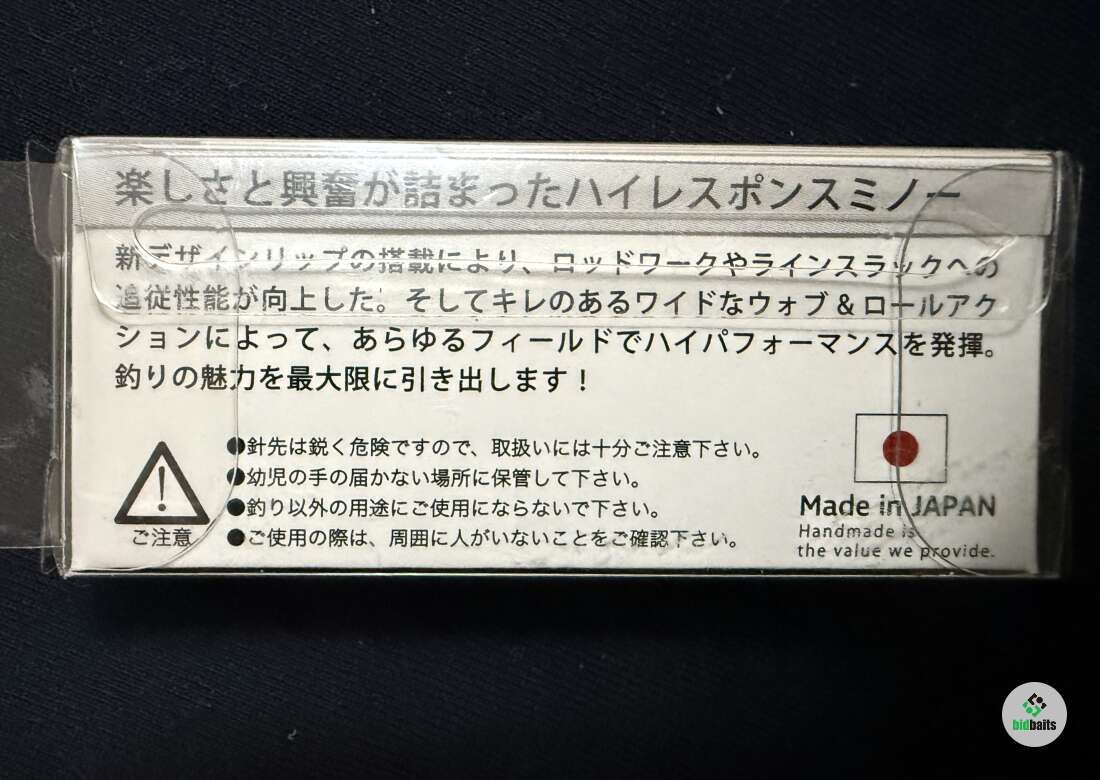 楽しさと興奮が詰まったハイレスポンスミノー
新デザインリップの搭載により、ロッドワークやラインスラックへの
追従性能が向上した。そしてキレのあるワイドなウォブ＆ロールアク
ションによって、あらゆるフィールドでハイパフォーマンスを発揮。
釣りの魅力を最大限に引き出します！
●針先は鋭く危険ですので、取扱いには十分ご注意下さい。
●幼児の手の届かない場所に保管して下さい。
●釣り以外の用途にご使用にならないで下さい。
●ご使用の際は、周囲に人がいないことをご確認下さい。
ご注意
Made in JAPAN
Handmade is
the value we provide.
bidbaits